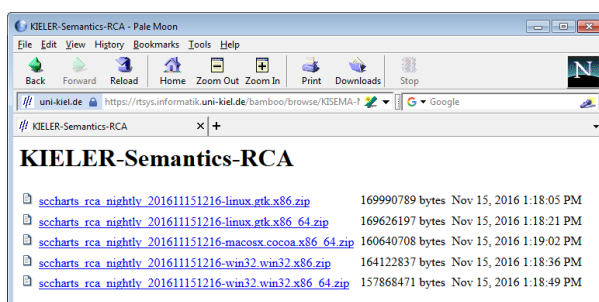 KIELER-Semantics-RCA - Pale Moon
File Edit View History Bookmarks Tools Help
Back Forward Reload Home Zoom Out Zoom In Print Downloads Stop
N
uni-kiel.de https://rtsys.informatik.uni-kiel.de/bamboo/browse/KISEMA- G Google
KIELER-Semantics-RCA × +
KIELER-Semantics-RCA
sccharts_rca_nightly_201611151216-linux.gtk.x86.zip 169990789 bytes Nov 15, 2016 1:18:05 PM
sccharts_rca_nightly_201611151216-linux.gtk.x86_64.zip 169626197 bytes Nov 15, 2016 1:18:21 PM
sccharts_rca_nightly_201611151216-macosx.cocoa.x86_64.zip 160640708 bytes Nov 15, 2016 1:19:02 PM
sccharts_rca_nightly_201611151216-win32.win32.x86.zip 164122837 bytes Nov 15, 2016 1:18:36 PM
sccharts_rca_nightly_201611151216-win32.win32.x86_64.zip 157868471 bytes Nov 15, 2016 1:18:49 PM